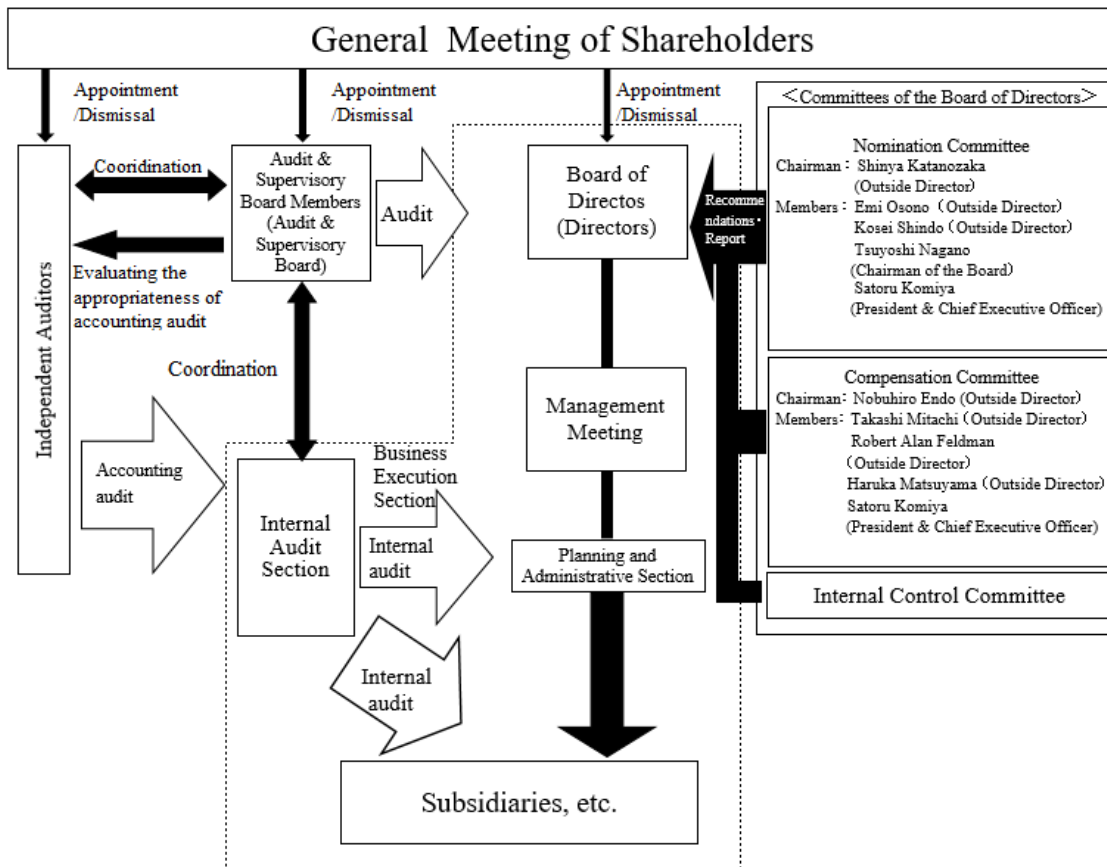 General Meeting of Shareholders
Appointment
/Dismissal
Appointment
/Dismissal
Appointment
/Dismissal
Independent Auditors
Cooridination
Evaluating the
appropriateness of
accounting audit
Audit &
Supervisory
Board Members
(Audit &
Supervisory
Board)
Audit
Board of
Directos
(Directors)
Recomme
ndations・
Report
<Committees of the Board of Directors>
Nomination Committee
Chairman： Shinya Katanozaka
(Outside Director)
Members： Emi Osono（Outside Director)
Kosei Shindo（Outside Director)
Tsuyoshi Nagano
(Chairman of the Board)
Satoru Komiya
(President & Chief Executive Officer)
Compensation Committee
Chairman： Nobuhiro Endo (Outside Director)
Members： Takashi Mitachi（Outside Director)
Robert Alan Feldman
（Outside Director)
Haruka Matsuyama（Outside Director)
Satoru Komiya
(President & Chief Executive Officer)
Internal Control Committee
Coordination
Accounting
audit
Internal
Audit
Section
Business
Execution
Section
Internal
audit
Internal
audit
Management
Meeting
Planning and
Administrative Section
Subsidiaries, etc.